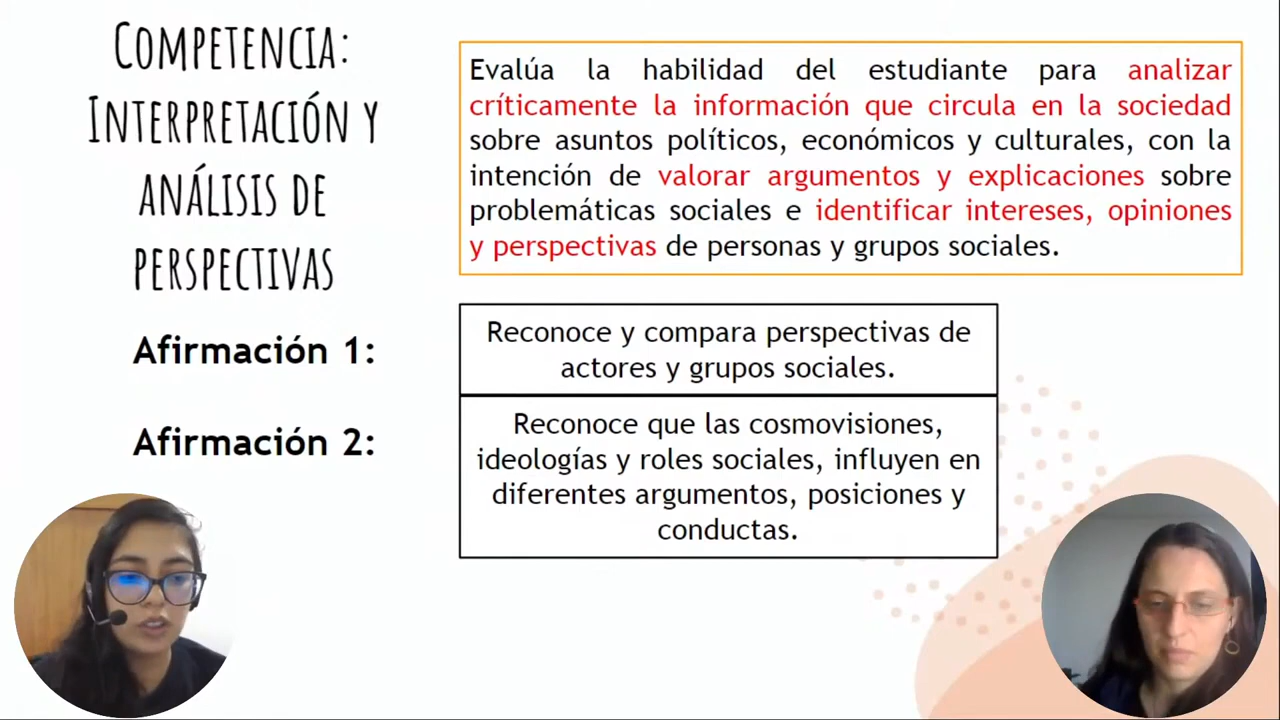 COMPETENCIA:
INTERPRETACIÓN Y
ANÁLISIS DE
PERSPECTIVAS
Evalúa la habilidad del estudiante para analizar
críticamente la información que circula en la sociedad
sobre asuntos políticos, económicos y culturales, con la
intención de valorar argumentos y explicaciones sobre
problemáticas sociales e identificar intereses, opiniones
y perspectivas de personas y grupos sociales.
Afirmación 1:
Reconoce y compara perspectivas de
actores y grupos sociales.
Afirmación 2:
Reconoce que las cosmovisiones,
ideologías y roles sociales, influyen en
diferentes argumentos, posiciones y
conductas.